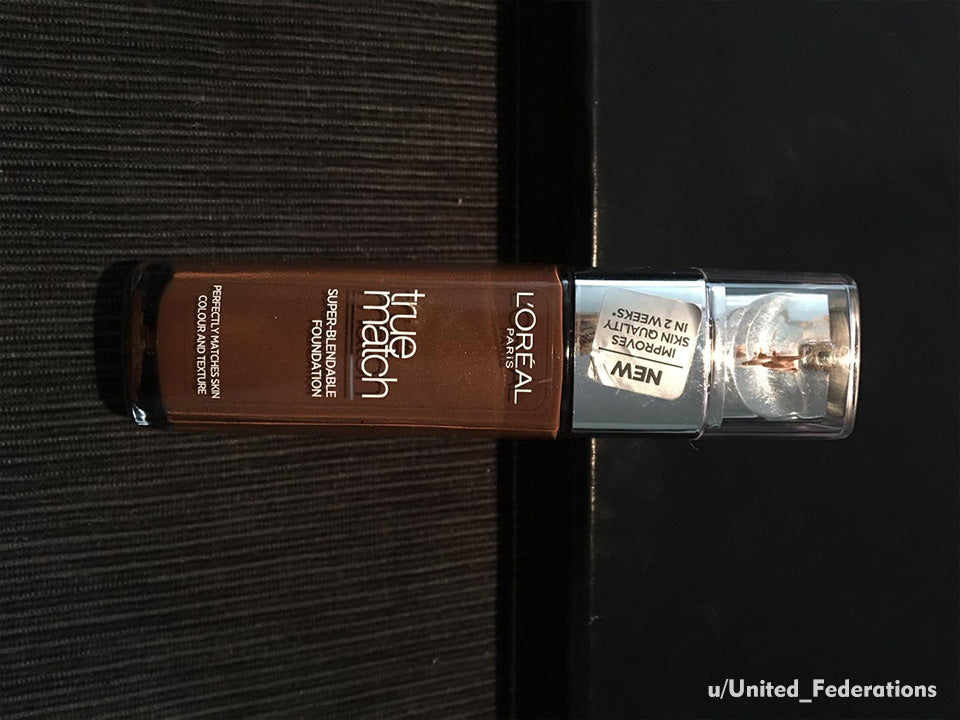 L'ORÉAL
PARIS
true
match
SUPER-BLENDABLE
FOUNDATION
PERFECTLY MATCHES SKIN
COLOUR AND TEXTURE
NEW
IMPROVES
SKIN QUALITY
IN 2 WEEKS*
u/United_Federations